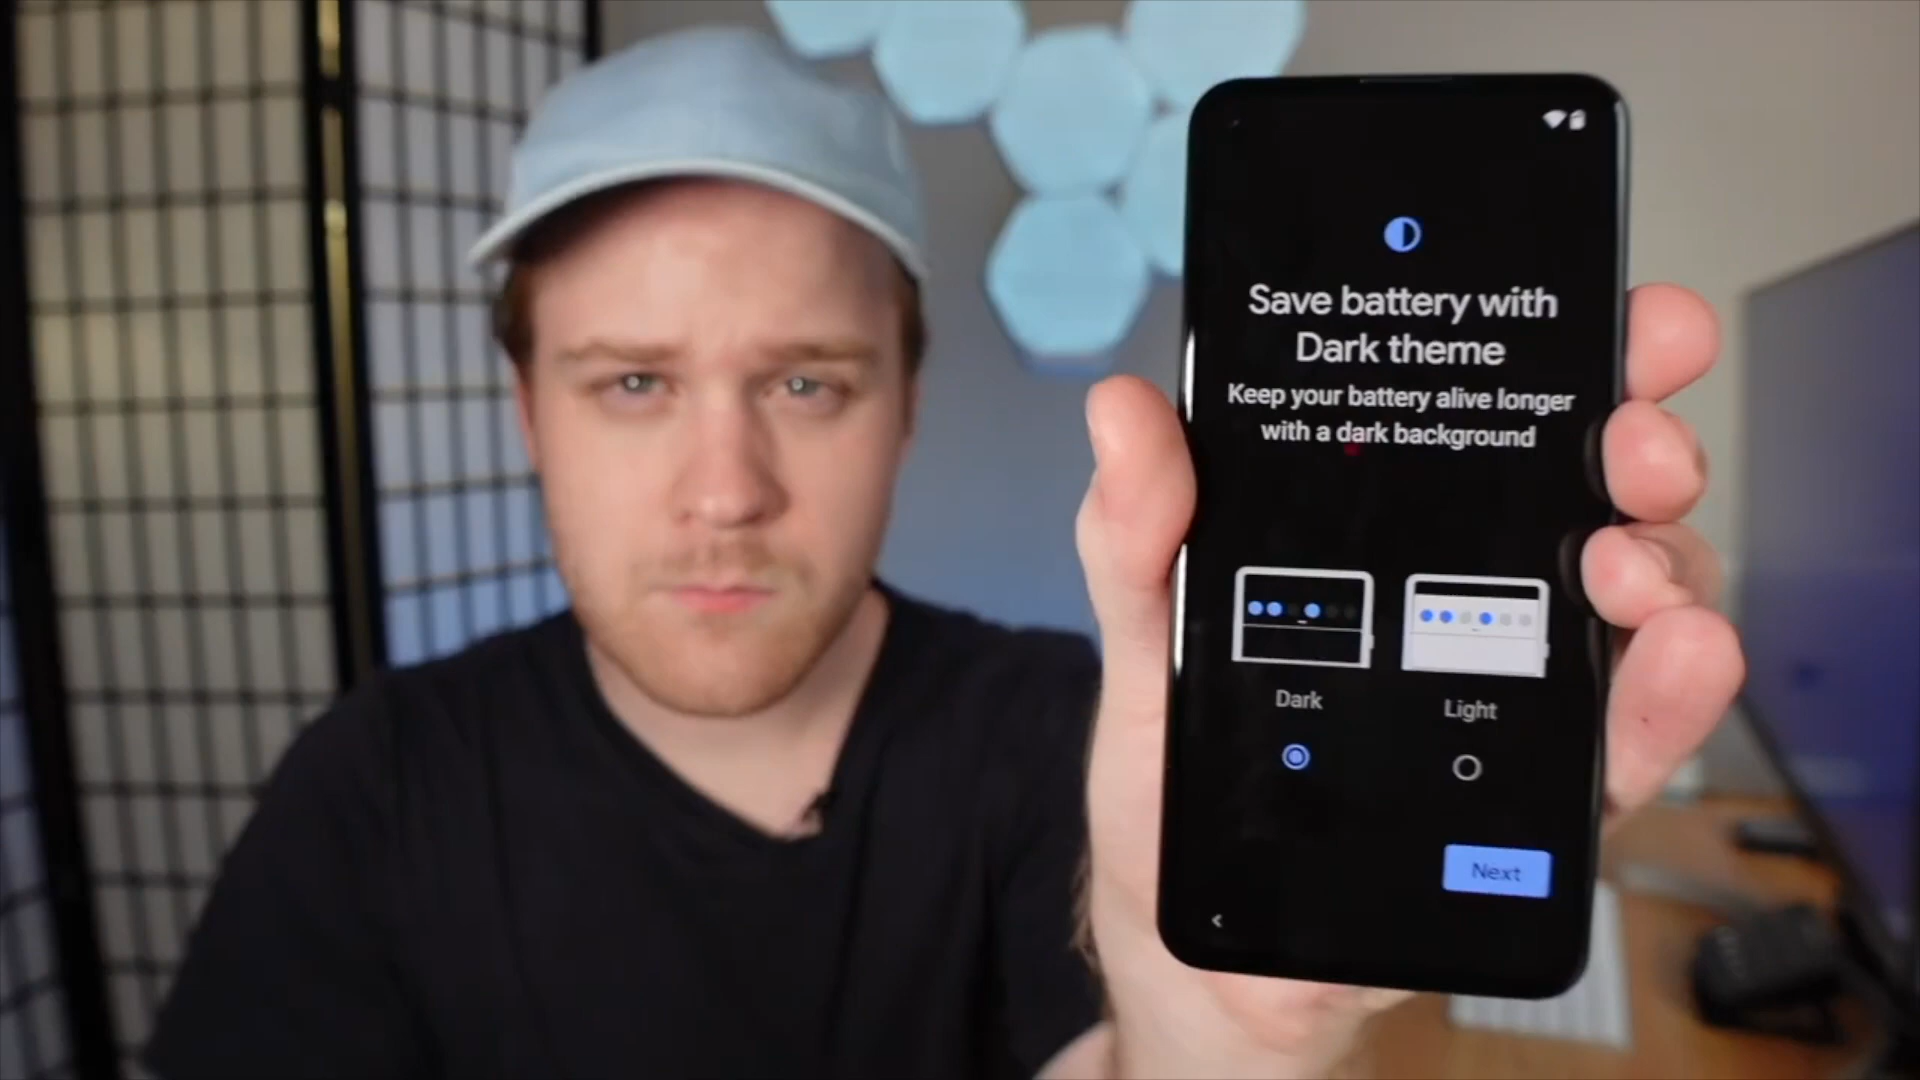 Save battery with
Dark theme
Keep your battery alive longer
with a dark background
Dark
Light
Next